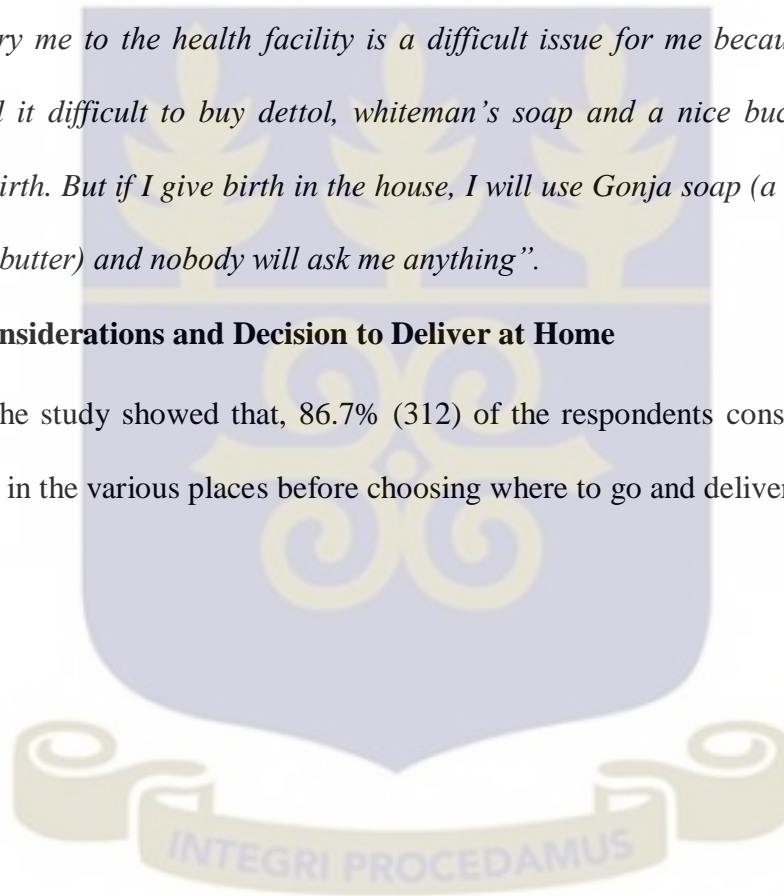 ry me to the health facility is a difficult issue for me becau
l it difficult to buy dettol, whiteman's soap and a nice buc
irth. But if I give birth in the house, I will use Gonja soap (a
butter) and nobody will ask me anything”.
nsiderations and Decision to Deliver at Home
he study showed that, 86.7% (312) of the respondents cons
in the various places before choosing where to go and deliver
INTEGRI PROCEDAMUS